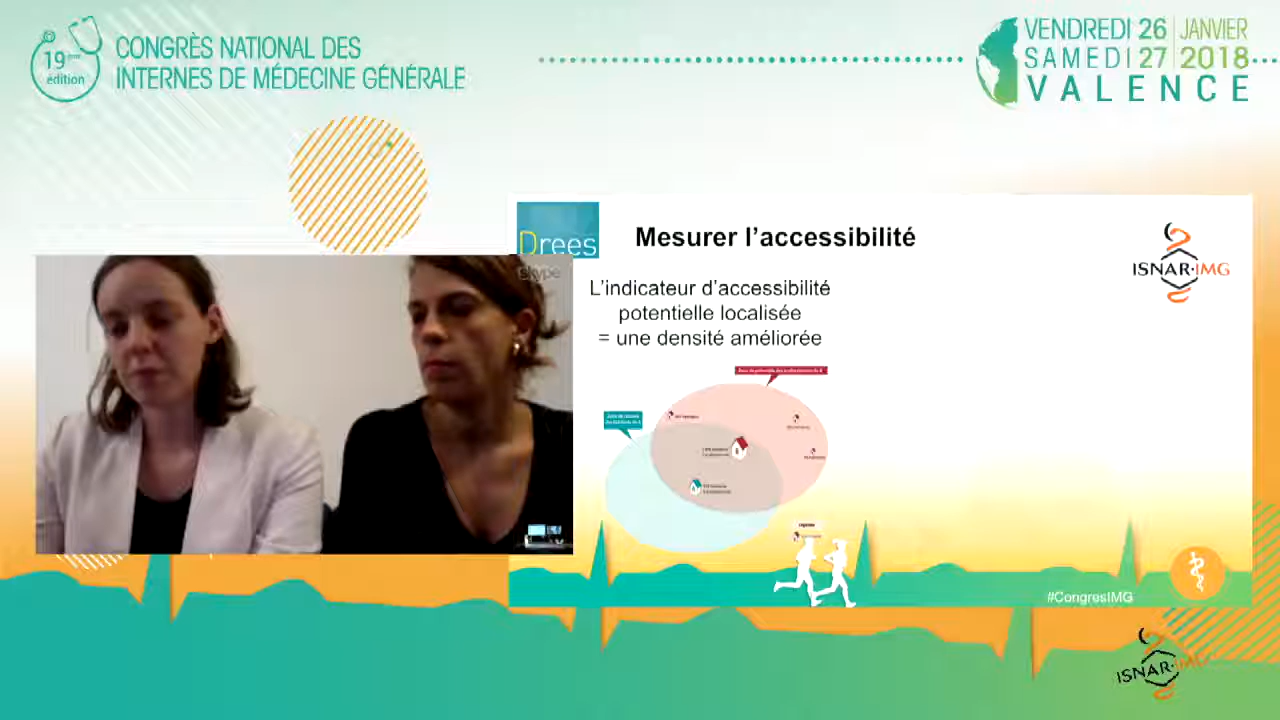 19ème édition
CONGRÈS NATIONAL DES
INTERNES DE MÉDECINE GÉNÉRALE
VENDREDI 26 JANVIER
SAMEDI 27 2018
VALENCE
Drees
skype
Mesurer l'accessibilité
ISNAR-IMG
L'indicateur d'accessibilité
potentielle localisée
= une densité améliorée
#CongresIMG
ISNAR-IMG